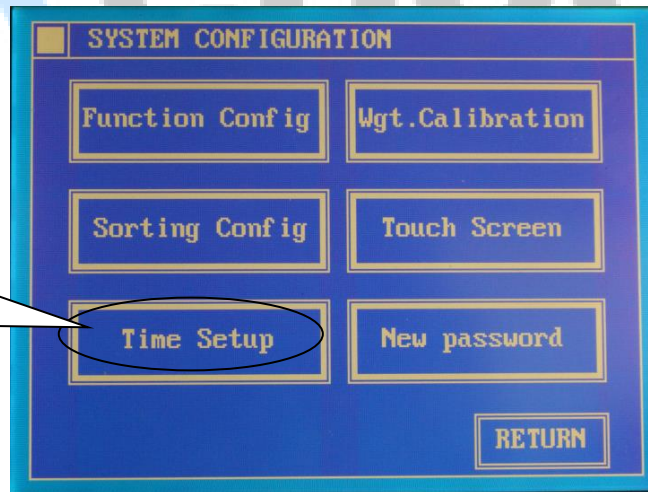 SYSTEM CONFIGURATION
Function Config
Wgt.Calibration
Sorting Config
Touch Screen
Time Setup
New password
RETURN